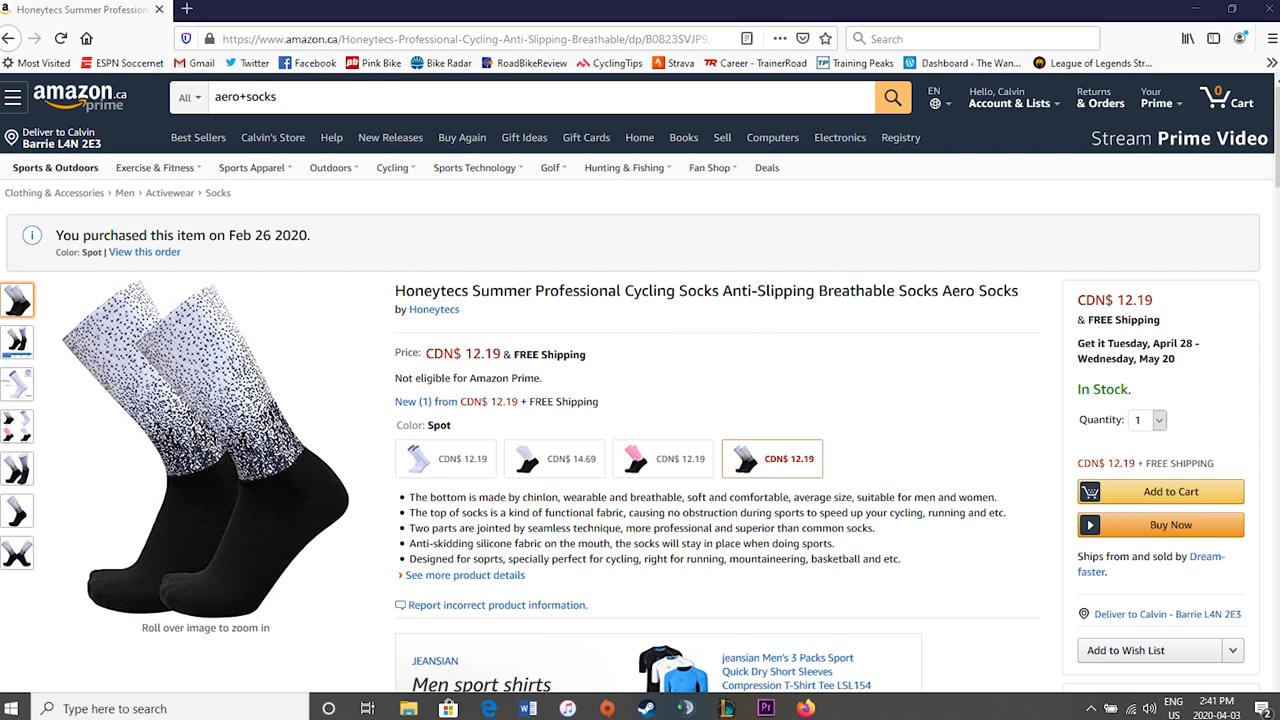 Honeytecs Summer Profession
https://www.amazon.ca/Honeytecs-Professional-Cycling-Anti-Slipping-Breathable/dp/B0823SVJP9/
Search
Most Visited
ESPN Soccernet
Gmail
Twitter
Facebook
Pink Bike
Bike Radar
RoadBikeReview
CyclingTips
Strava
Career - TrainerRoad
Training Peaks
Dashboard ‹ The Wan...
League of Legends Str...
amazon.ca
prime
All
aero+socks
EN
Hello, Calvin
Account & Lists
Returns
& Orders
Your
Prime
0
Cart
Deliver to Calvin
Barrie L4N 2E3
Best Sellers
Calvin's Store
Help
New Releases
Buy Again
Gift Ideas
Gift Cards
Home
Books
Sell
Computers
Electronics
Registry
Stream Prime Video
Sports & Outdoors
Exercise & Fitness
Sports Apparel
Outdoors
Cycling
Sports Technology
Golf
Hunting & Fishing
Fan Shop
Deals
Clothing & Accessories › Men › Activewear › Socks
You purchased this item on Feb 26 2020.
Color: Spot | View this order
Roll over image to zoom in
Honeytecs Summer Professional Cycling Socks Anti-Slipping Breathable Socks Aero Socks
by Honeytecs
Price: CDN$ 12.19 & FREE Shipping
Not eligible for Amazon Prime.
New (1) from CDN$ 12.19 + FREE Shipping
Color: Spot
CDN$ 12.19
CDN$ 14.69
CDN$ 12.19
CDN$ 12.19
• The bottom is made by chinlon, wearable and breathable, soft and comfortable, average size, suitable for men and women.
• The top of socks is a kind of functional fabric, causing no obstruction during sports to speed up your cycling, running and etc.
• Two parts are jointed by seamless technique, more professional and superior than common socks.
• Anti-skidding silicone fabric on the mouth, the socks will stay in place when doing sports.
• Designed for soprts, specially perfect for cycling, right for running, mountaineering, basketball and etc.
› See more product details
Report incorrect product information.
JEANSIAN
Men sport shirts
jeansian Men's 3 Packs Sport
Quick Dry Short Sleeves
Compression T-Shirt Tee LSL154
CDN$ 12.19
& FREE Shipping
Get it Tuesday, April 28 -
Wednesday, May 20
In Stock.
Quantity: 1
CDN$ 12.19 + FREE SHIPPING
Add to Cart
Buy Now
Ships from and sold by Dream-
faster.
Deliver to Calvin - Barrie L4N 2E3
Add to Wish List
Type here to search
ENG
US
2:41 PM
2020-04-03
2